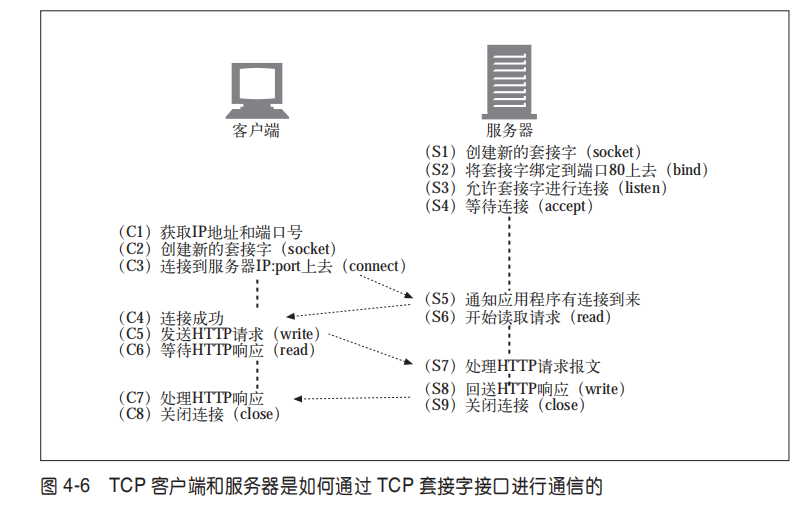 客户端
服务器
(S1)创建新的套接字(socket)
(S2)将套接字绑定到端口80上去(bind)
(S3)允许套接字进行连接(listen)
(S4)等待连接(accept)
(C1)获取IP地址和端口号
(C2)创建新的套接字(socket)
(C3)连接到服务器IP:port上去(connect)
(S5)通知应用程序有连接到来
(S6)开始读取请求(read)
(C4)连接成功
(C5)发送HTTP请求(write)
(C6)等待HTTP响应(read)
(S7)处理HTTP请求报文
(S8)回送HTTP响应(write)
(S9)关闭连接(close)
(C7)处理HTTP响应
(C8)关闭连接(close)
图 4-6 TCP 客户端和服务器是如何通过 TCP 套接字接口进行通信的